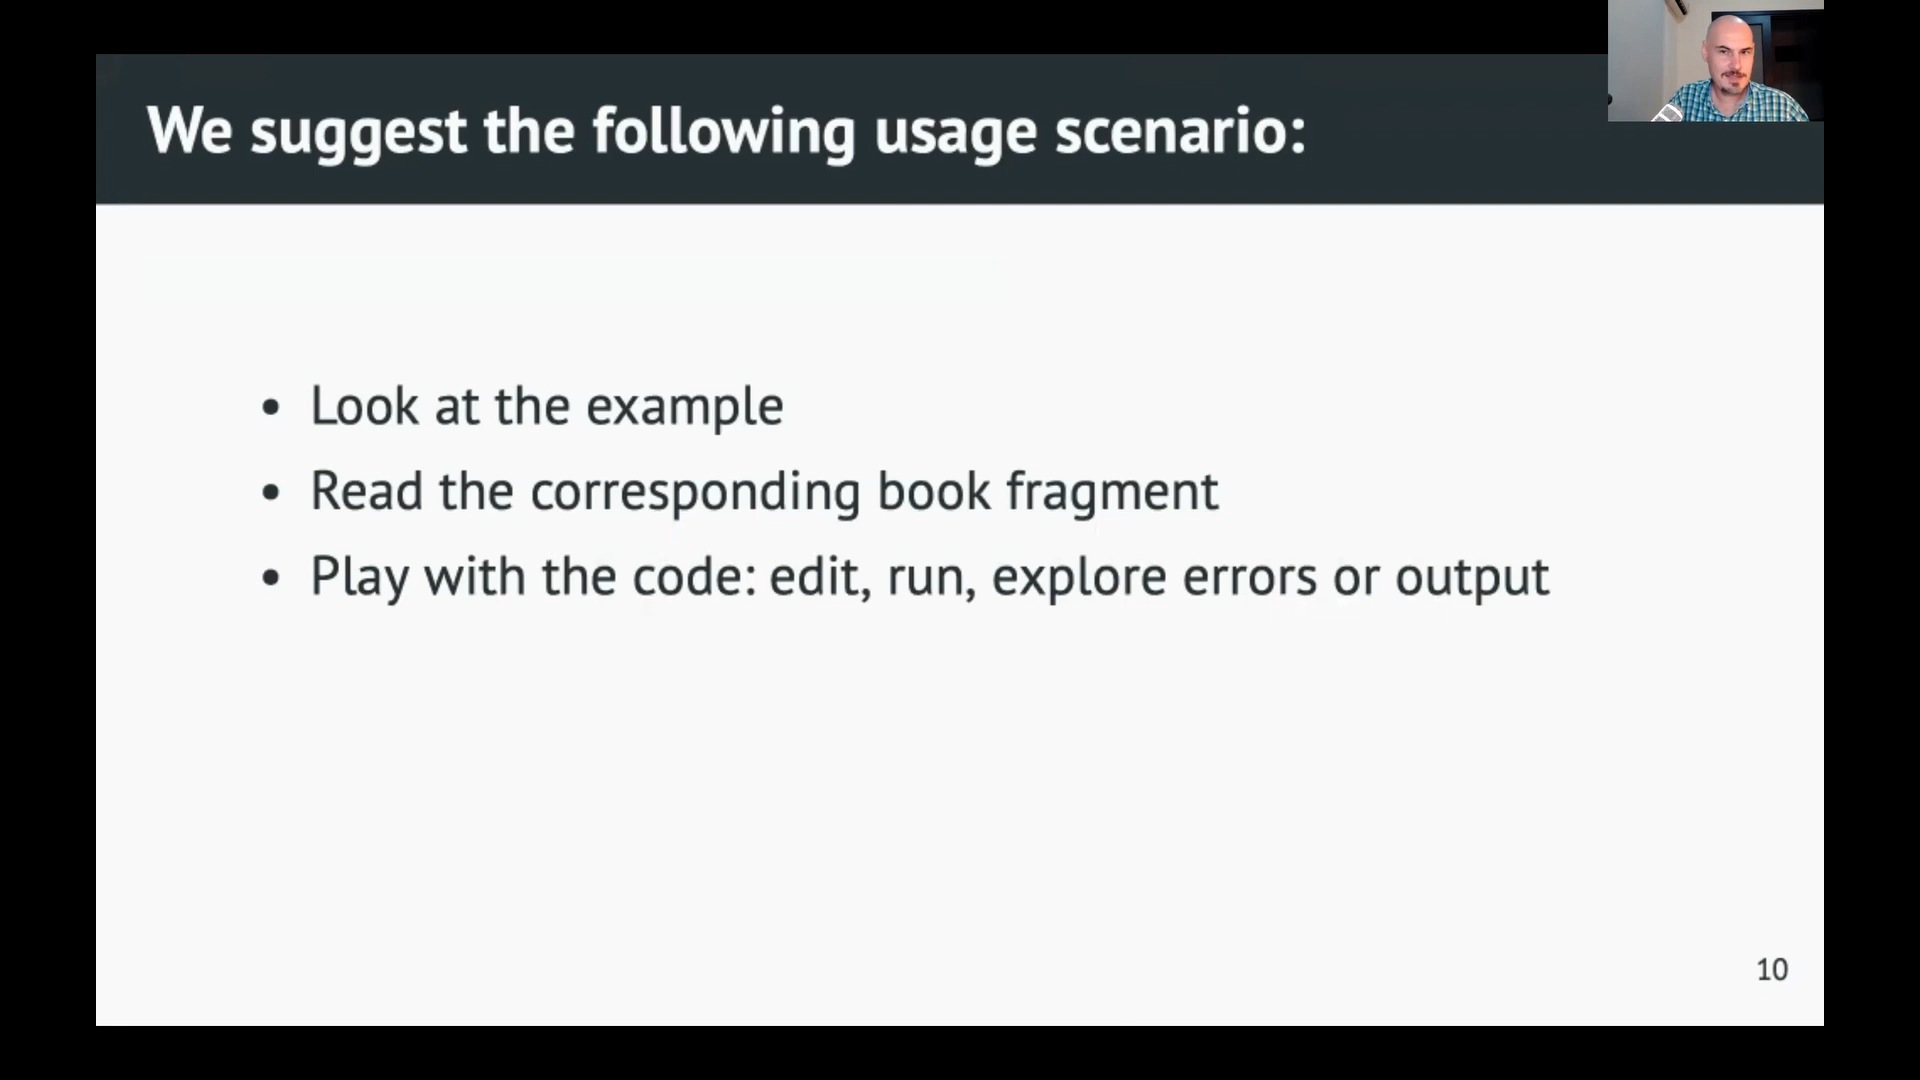 We suggest the following usage scenario:
• Look at the example
• Read the corresponding book fragment
• Play with the code: edit, run, explore errors or output
10